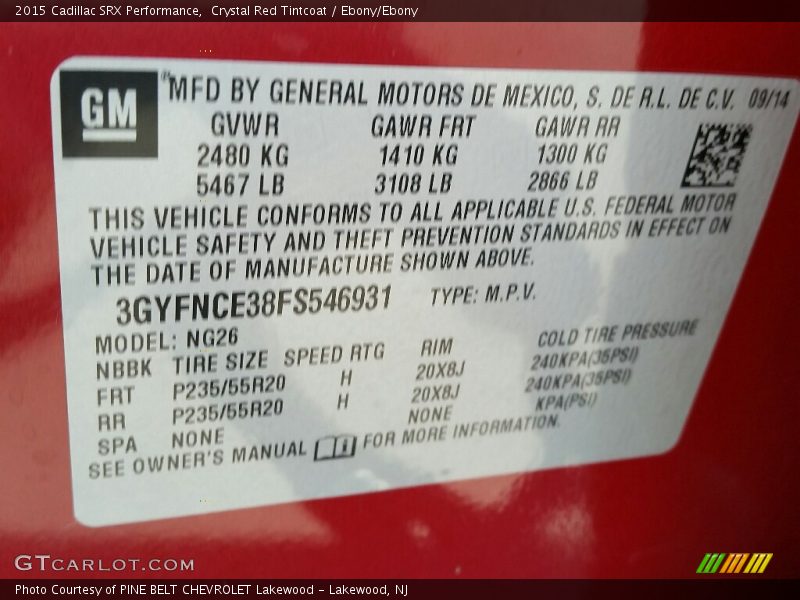 2015 Cadillac SRX Performance,  Crystal Red Tintcoat / Ebony/Ebony
GM
MFD BY GENERAL MOTORS DE MEXICO, S. DE R.L. DE C.V. 09/14
GVWR GAWR FRT GAWR RR
2480 KG 1410 KG 1300 KG
5467 LB 3108 LB 2866 LB
THIS VEHICLE CONFORMS TO ALL APPLICABLE U.S. FEDERAL MOTOR
VEHICLE SAFETY AND THEFT PREVENTION STANDARDS IN EFFECT ON
THE DATE OF MANUFACTURE SHOWN ABOVE.
3GYFNCE38FS546931 TYPE: M.P.V.
MODEL: NG26
NBBK TIRE SIZE SPEED RTG RIM COLD TIRE PRESSURE
FRT P235/55R20 H 20X8J 240KPA(35PSI)
RR P235/55R20 H 20X8J 240KPA(35PSI)
SPA NONE NONE KPA(PSI)
SEE OWNER'S MANUAL FOR MORE INFORMATION.
GTCARLOT.COM
Photo Courtesy of PINE BELT CHEVROLET Lakewood - Lakewood, NJ